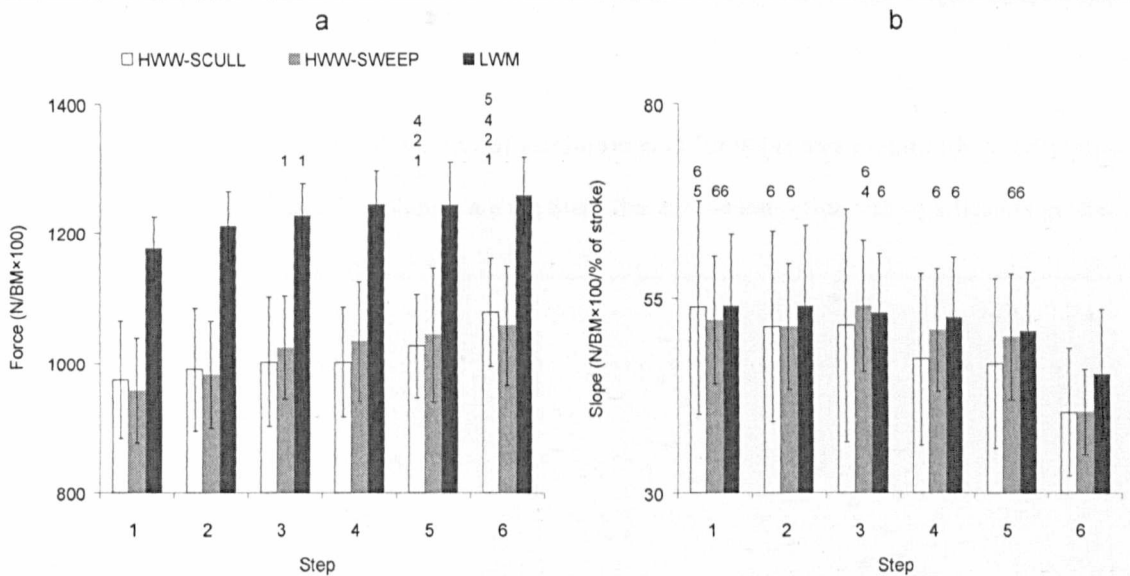 a
HWW-SCULL HWW-SWEEP LWM
Force (N/BM×100)
1400
1200
1000
800
1 1
4
2
1
5
4
2
1
1 2 3 4 5 6
Step
b
Slope (N/BM×100/% of stroke)
80
55
30
6
5 66 6 6
6
4 6 6 6 66
1 2 3 4 5 6
Step